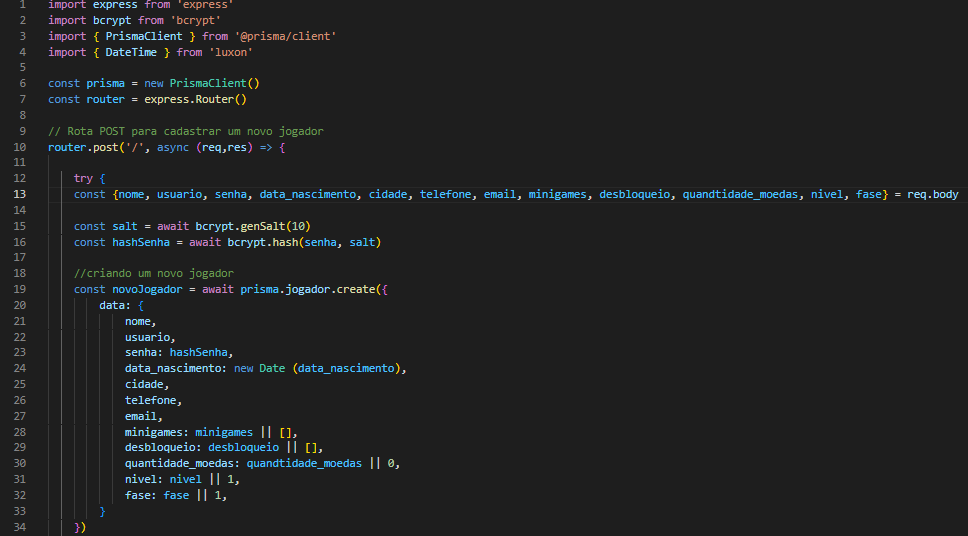 1 import express from 'express'
2 import bcrypt from 'bcrypt'
3 import { PrismaClient } from '@prisma/client'
4 import { DateTime } from 'luxon'
5
6 const prisma = new PrismaClient()
7 const router = express.Router()
8
9 // Rota POST para cadastrar um novo jogador
10 router.post('/', async (req,res) => {
11
12 try {
13 const {nome, usuario, senha, data_nascimento, cidade, telefone, email, minigames, desbloqueio, quandtidade_moedas, nivel, fase} = req.body
14
15 const salt = await bcrypt.genSalt(10)
16 const hashSenha = await bcrypt.hash(senha, salt)
17
18 //criando um novo jogador
19 const novoJogador = await prisma.jogador.create({
20 data: {
21 nome,
22 usuario,
23 senha: hashSenha,
24 data_nascimento: new Date (data_nascimento),
25 cidade,
26 telefone,
27 email,
28 minigames: minigames || [],
29 desbloqueio: desbloqueio || [],
30 quantidade_moedas: quandtidade_moedas || 0,
31 nivel: nivel || 1,
32 fase: fase || 1,
33 }
34 })